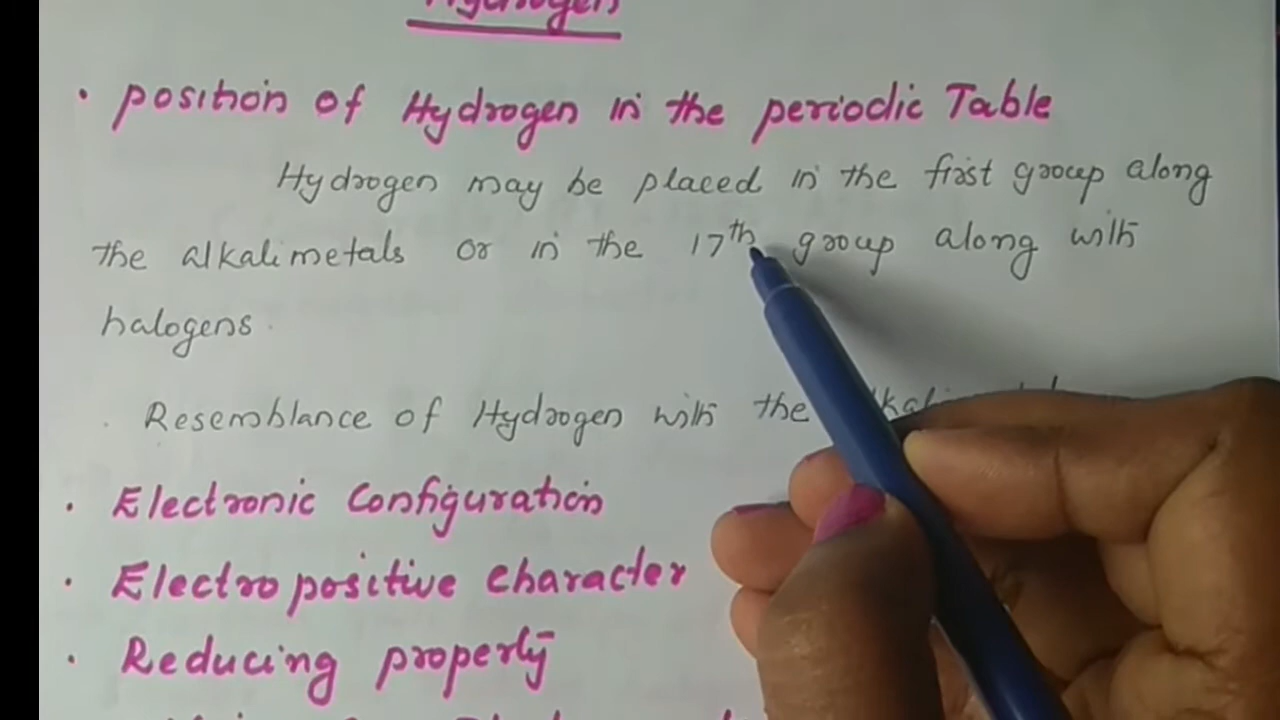 Hydrogen
• Position of Hydrogen in the periodic Table
Hydrogen may be placed in the first group along
the alkalimetals or in the 17th group along with
halogens.
Resemblance of Hydrogen with the
• Electronic Configuration
• Electropositive character
• Reducing property